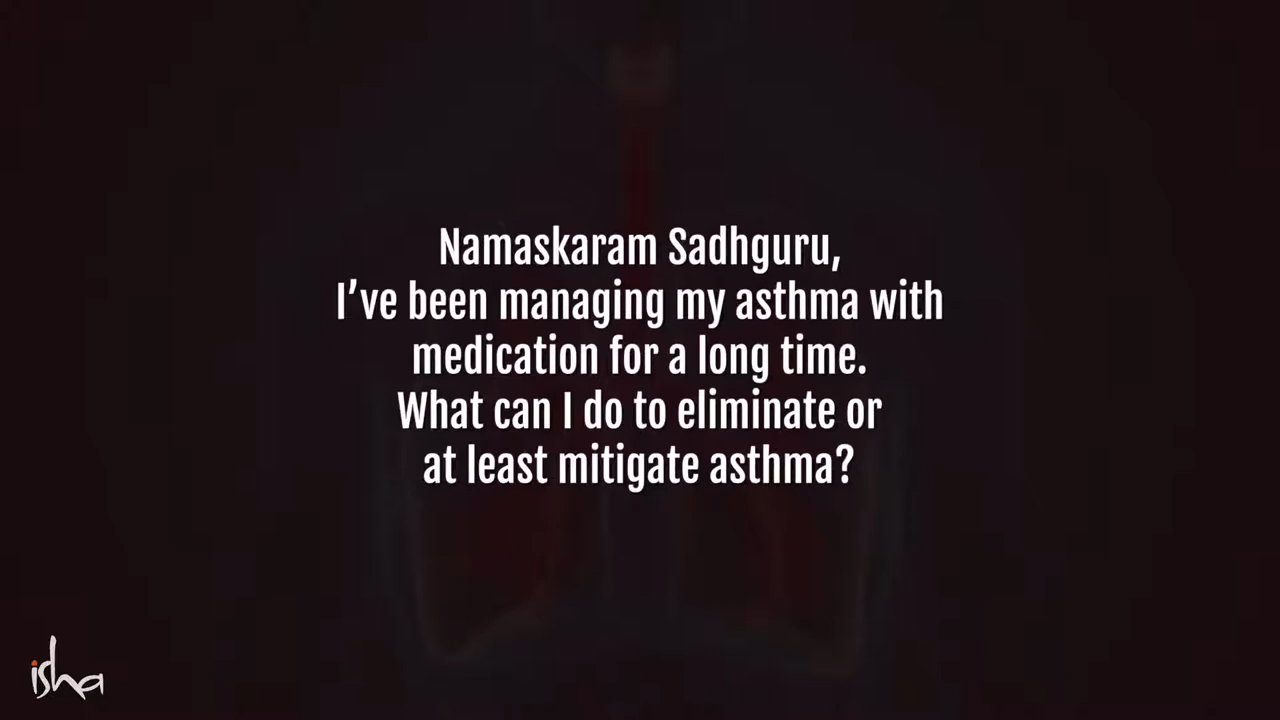 Namaskaram Sadhguru,
I've been managing my asthma with
medication for a long time.
What can I do to eliminate or
at least mitigate asthma?
isha